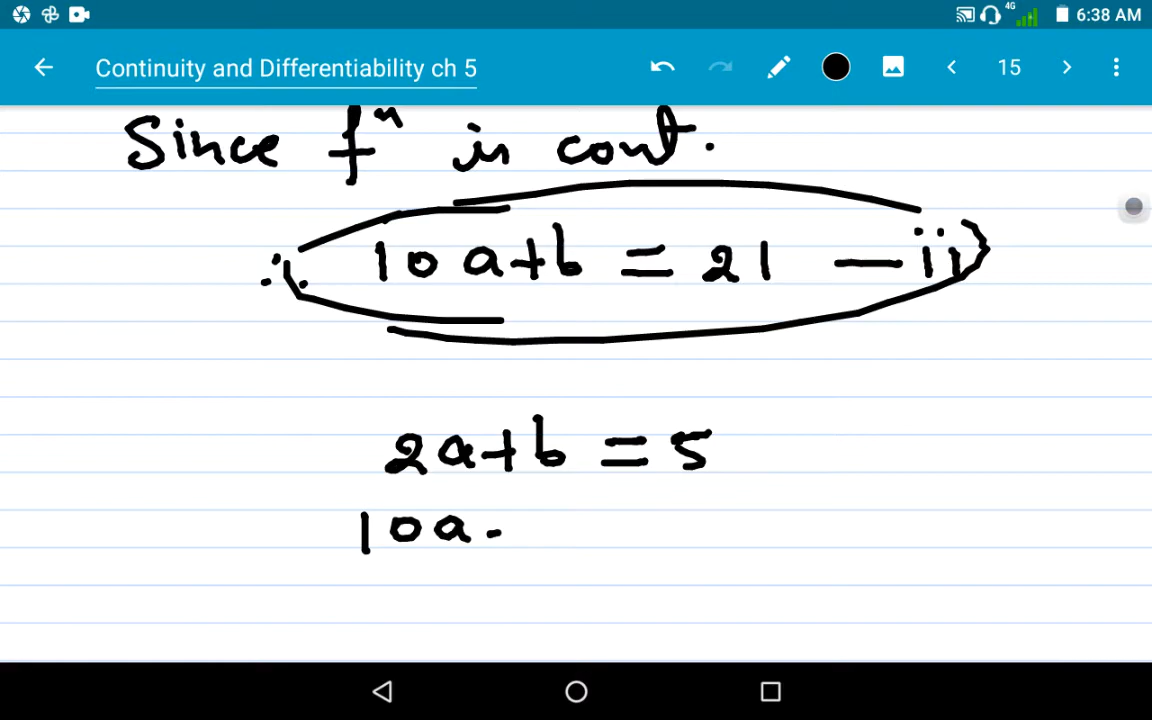 4G 6:38 AM
Continuity and Differentiability ch 5 15
Since fⁿ is cont.
∴ 10a+b = 21 — ii)
2a+b = 5
10a -